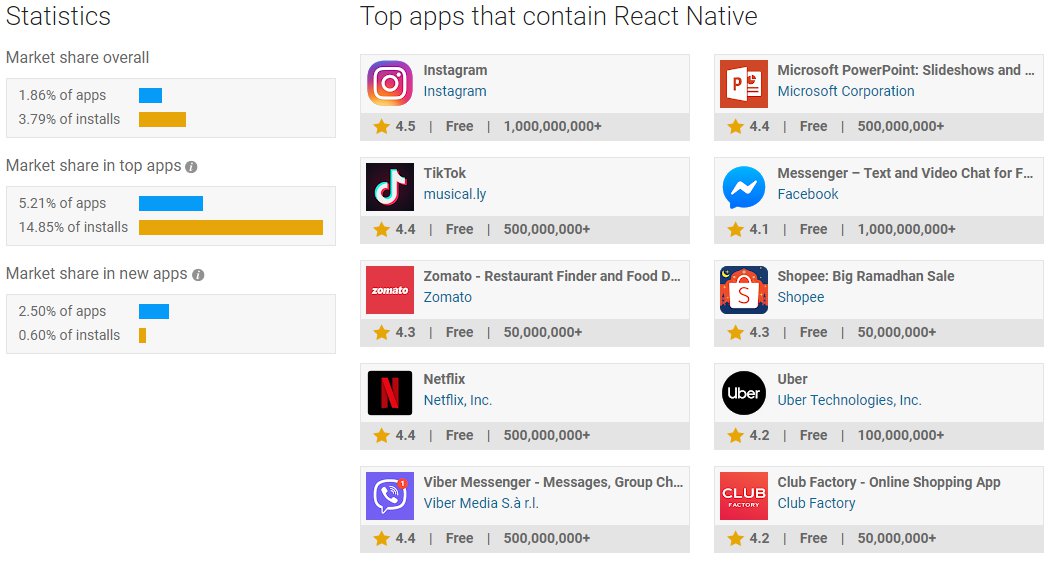 Statistics
Market share overall
1.86% of apps
3.79% of installs
Market share in top apps
5.21% of apps
14.85% of installs
Market share in new apps
2.50% of apps
0.60% of installs
Top apps that contain React Native
Instagram
Instagram
4.5 | Free | 1,000,000,000+
Microsoft PowerPoint: Slideshows and ...
Microsoft Corporation
4.4 | Free | 500,000,000+
TikTok
musical.ly
4.4 | Free | 500,000,000+
Messenger – Text and Video Chat for F...
Facebook
4.1 | Free | 1,000,000,000+
zomato
Zomato - Restaurant Finder and Food D...
Zomato
4.3 | Free | 50,000,000+
Shopee: Big Ramadhan Sale
Shopee
4.3 | Free | 50,000,000+
Netflix
Netflix, Inc.
4.4 | Free | 500,000,000+
Uber
Uber
Uber Technologies, Inc.
4.2 | Free | 100,000,000+
Viber Messenger - Messages, Group Ch...
Viber Media S.à r.l.
4.4 | Free | 500,000,000+
CLUB
FACTORY
Club Factory - Online Shopping App
Club Factory
4.2 | Free | 50,000,000+